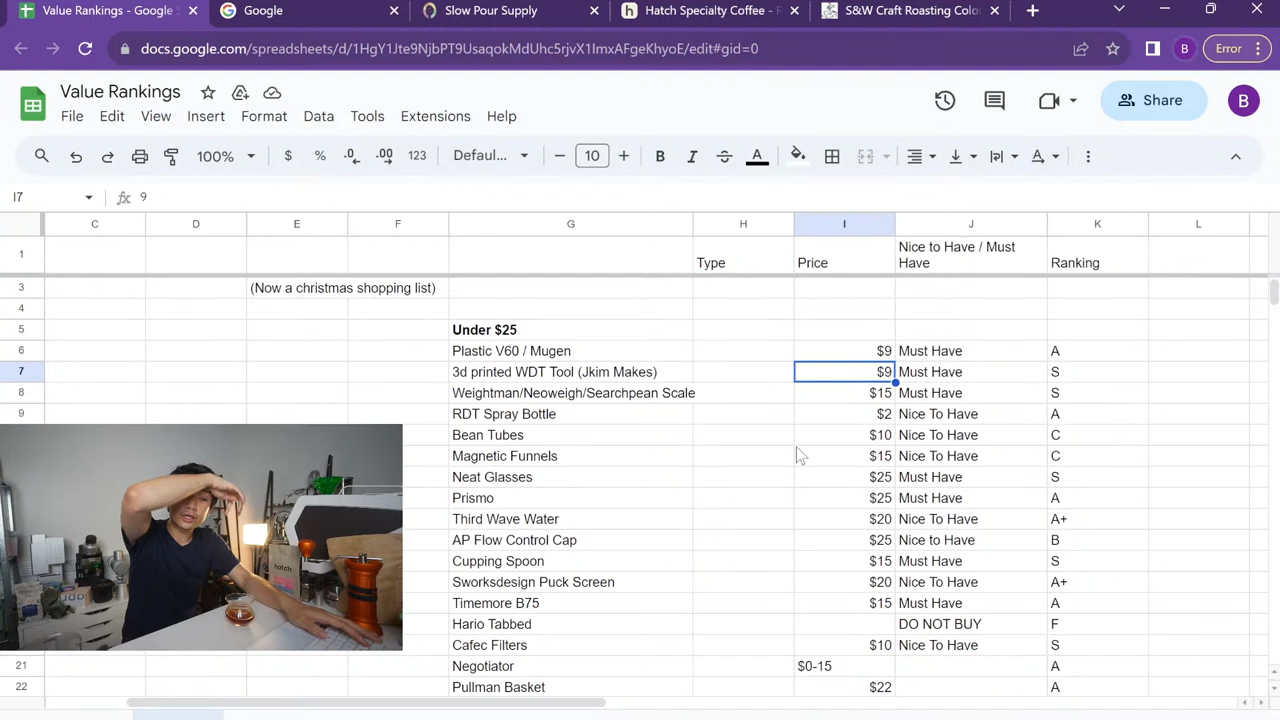 Value Rankings - Google S
Google
Slow Pour Supply
Hatch Specialty Coffee - F
S&W Craft Roasting Colo
docs.google.com/spreadsheets/d/1HgY1Jte9NjbPT9UsaqokMdUhc5rjvX1ImxAFgeKhyoE/edit#gid=0
B
Error
Value Rankings
File Edit View Insert Format Data Tools Extensions Help
Share
B
100%
$ % .0 .00 123
Defaul...
10
B I A
I7
fx 9
C D E F G H I J K L
1 Type Price Nice to Have / Must Have Ranking
3 (Now a christmas shopping list)
4
5 Under $25
6 Plastic V60 / Mugen $9 Must Have A
7 3d printed WDT Tool (Jkim Makes) $9 Must Have S
8 Weightman/Neoweigh/Searchpean Scale $15 Must Have S
9 RDT Spray Bottle $2 Nice To Have A
Bean Tubes $10 Nice To Have C
Magnetic Funnels $15 Nice To Have C
Neat Glasses $25 Must Have S
Prismo $25 Must Have A
Third Wave Water $20 Nice To Have A+
AP Flow Control Cap $25 Nice to Have B
Cupping Spoon $15 Must Have S
Sworksdesign Puck Screen $20 Nice To Have A+
Timemore B75 $15 Must Have A
Hario Tabbed DO NOT BUY F
Cafec Filters $10 Nice To Have S
21 Negotiator $0-15 A
22 Pullman Basket $22 A
hatch